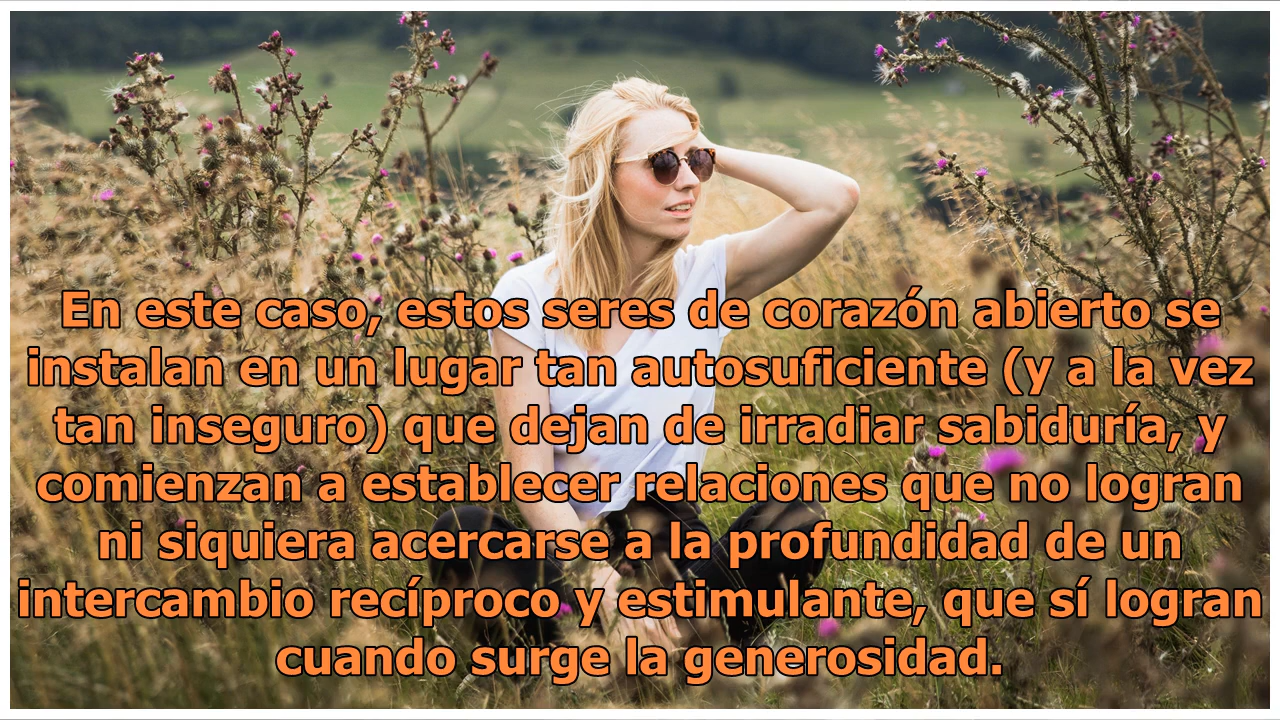 En este caso, estos seres de corazón abierto se
instalan en un lugar tan autosuficiente (y a la vez
tan inseguro) que dejan de irradiar sabiduría, y
comienzan a establecer relaciones que no logran
ni siquiera acercarse a la profundidad de un
intercambio recíproco y estimulante, que sí logran
cuando surge la generosidad.